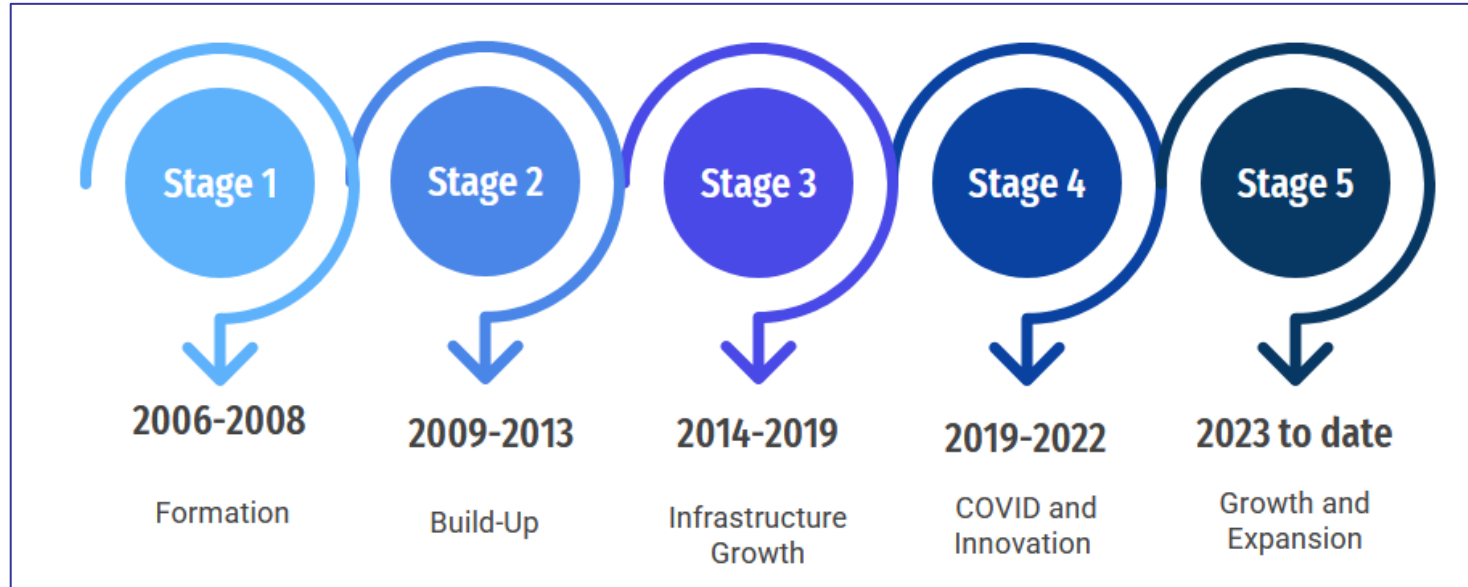 Stage 1
Stage 2
Stage 3
Stage 4
Stage 5
2006-2008
2009-2013
2014-2019
2019-2022
2023 to date
Formation
Build-Up
Infrastructure
Growth
COVID and
Innovation
Growth and
Expansion